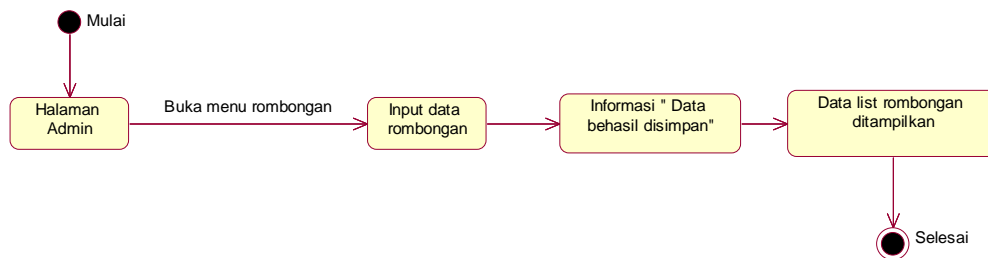 Mulai
Halaman
Admin
Buka menu rombongan
Input data
rombongan
Informasi " Data
behasil disimpan"
Data list rombongan
ditampilkan
Selesai